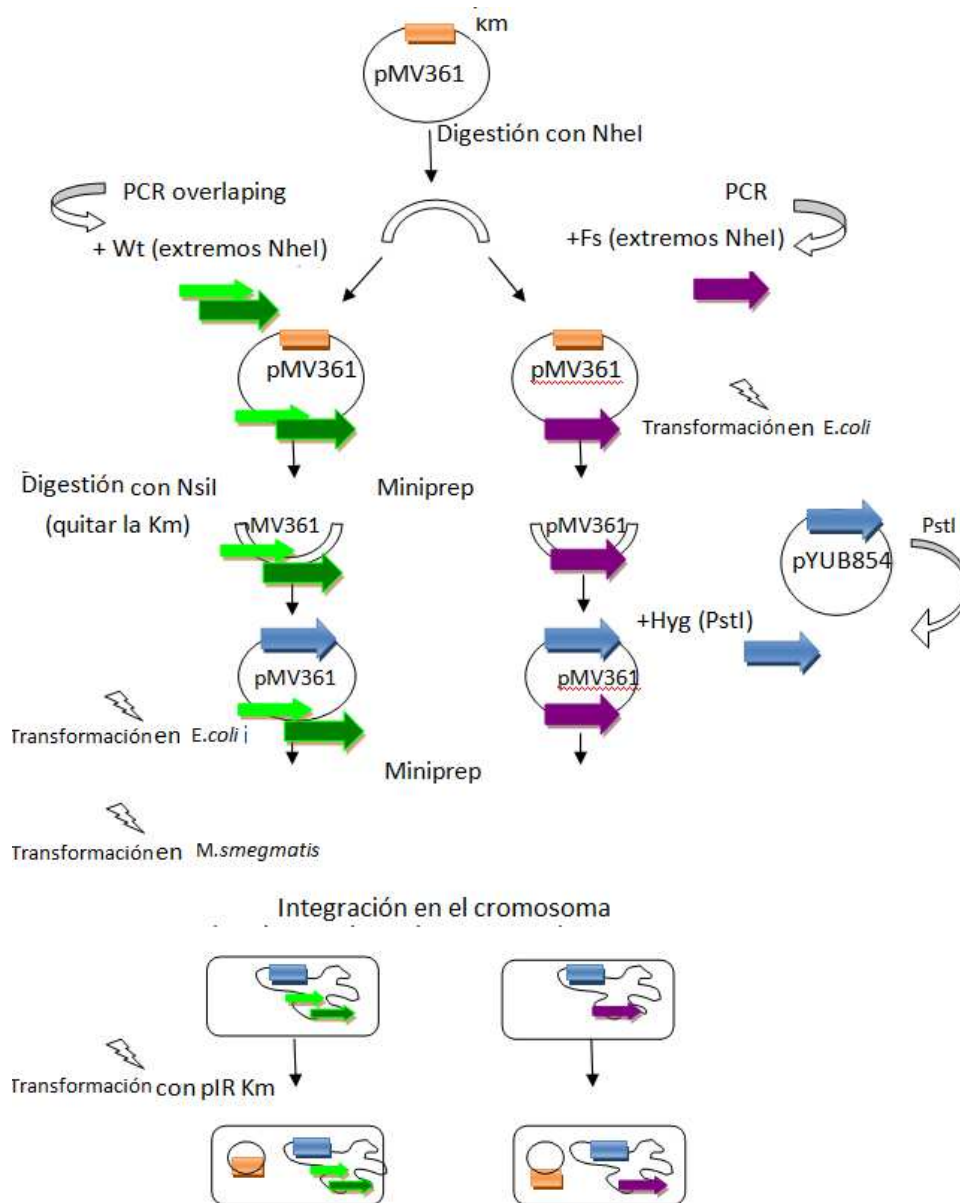 km
pMV361
Digestión con NheI
PCR overlaping
PCR
+ Wt (extremos NheI)
+Fs (extremos NheI)
pMV361
pMV361
Transformación en E.coli
Digestión con NsiI
(quitar la Km)
Miniprep
pMV361
pMV361
PstI
pYUB854
+Hyg (PstI)
pMV361
pMV361
Transformación en E.coli i
Miniprep
Transformación en M.smegmatis
Integración en el cromosoma
Transformación con pIR Km